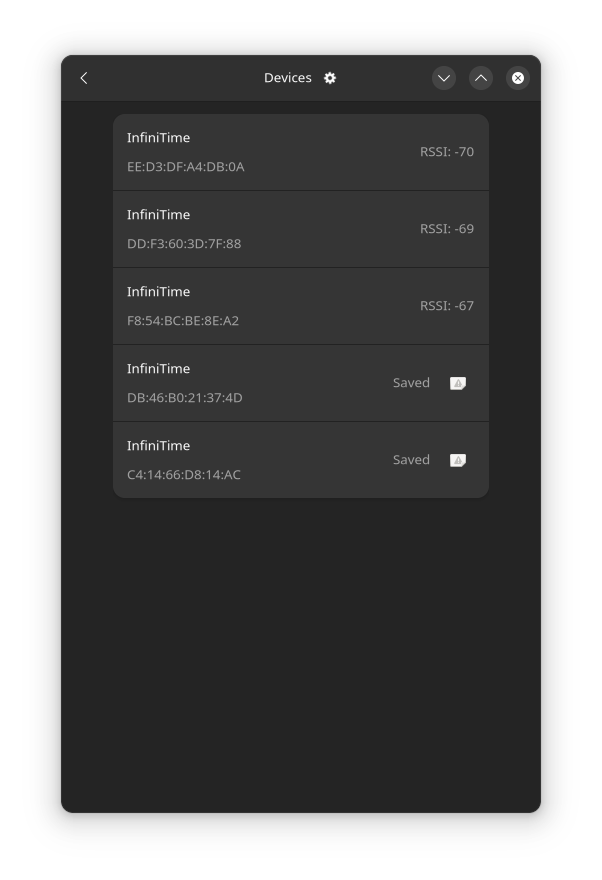 Devices
InfiniTime
EE:D3:DF:A4:DB:0A
RSSI: -70
InfiniTime
DD:F3:60:3D:7F:88
RSSI: -69
InfiniTime
F8:54:BC:BE:8E:A2
RSSI: -67
InfiniTime
DB:46:B0:21:37:4D
Saved
InfiniTime
C4:14:66:D8:14:AC
Saved